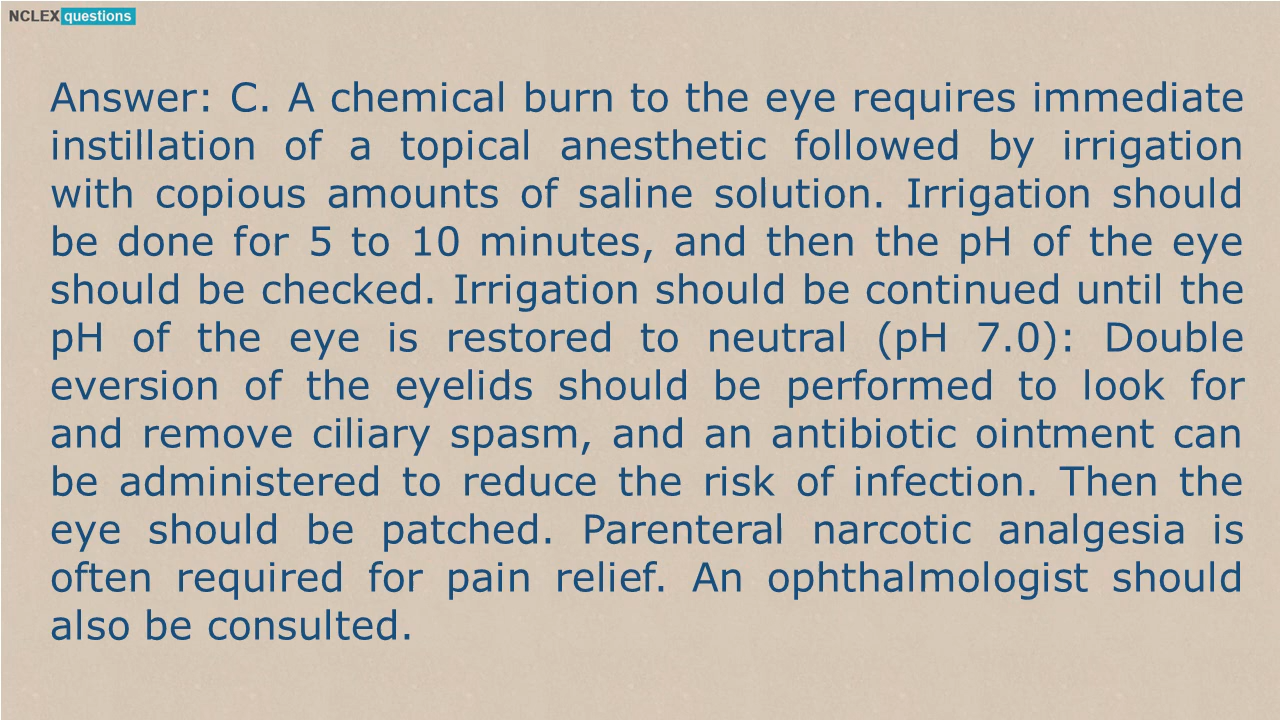 NCLEX questions
Answer: C. A chemical burn to the eye requires immediate
instillation of a topical anesthetic followed by irrigation
with copious amounts of saline solution. Irrigation should
be done for 5 to 10 minutes, and then the pH of the eye
should be checked. Irrigation should be continued until the
pH of the eye is restored to neutral (pH 7.0): Double
eversion of the eyelids should be performed to look for
and remove ciliary spasm, and an antibiotic ointment can
be administered to reduce the risk of infection. Then the
eye should be patched. Parenteral narcotic analgesia is
often required for pain relief. An ophthalmologist should
also be consulted.